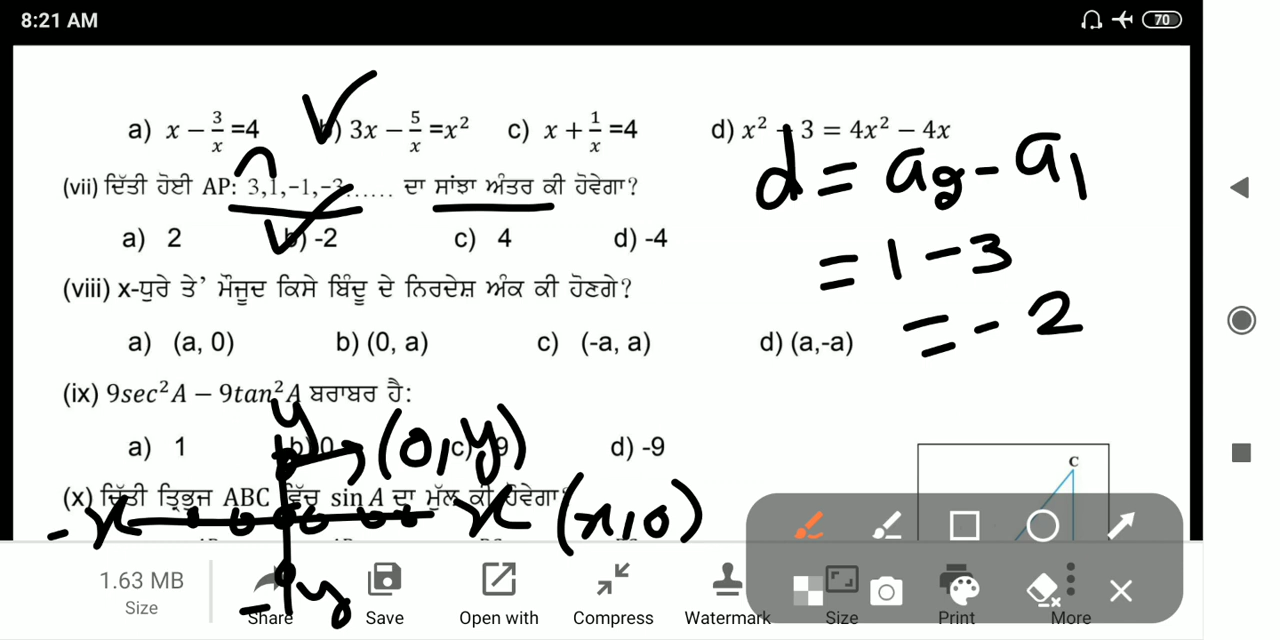 8:21 AM 70
a) x − 3/x =4 b) 3x − 5/x =x² c) x + 1/x =4 d) x² − 3 = 4x² − 4x
(vii) ਦਿੱਤੀ ਹੋਈ AP: 3,1,−1,−3...... ਦਾ ਸਾਂਝਾ ਅੰਤਰ ਕੀ ਹੋਵੇਗਾ?
d = a2 - a1
a) 2 b) -2 c) 4 d) -4
= 1 - 3
(viii) x-ਧੁਰੇ ਤੇ' ਮੌਜੂਦ ਕਿਸੇ ਬਿੰਦੂ ਦੇ ਨਿਰਦੇਸ਼ ਅੰਕ ਕੀ ਹੋਣਗੇ?
= - 2
a) (a, 0) b) (0, a) c) (-a, a) d) (a,-a)
(ix) 9sec²A − 9tan²A ਬਰਾਬਰ ਹੈ:
y
a) 1 b) 0 c) 9 d) -9
(0, y)
(x) ਦਿੱਤੀ ਤ੍ਰਿਭੁਜ ABC ਵਿੱਚ sin A ਦਾ ਮੁੱਲ ਕੀ ਹੋਵੇਗਾ?
C
-x x (x, 0)
-y
1.63 MB
Size
Share Save Open with Compress Watermark Size Print More